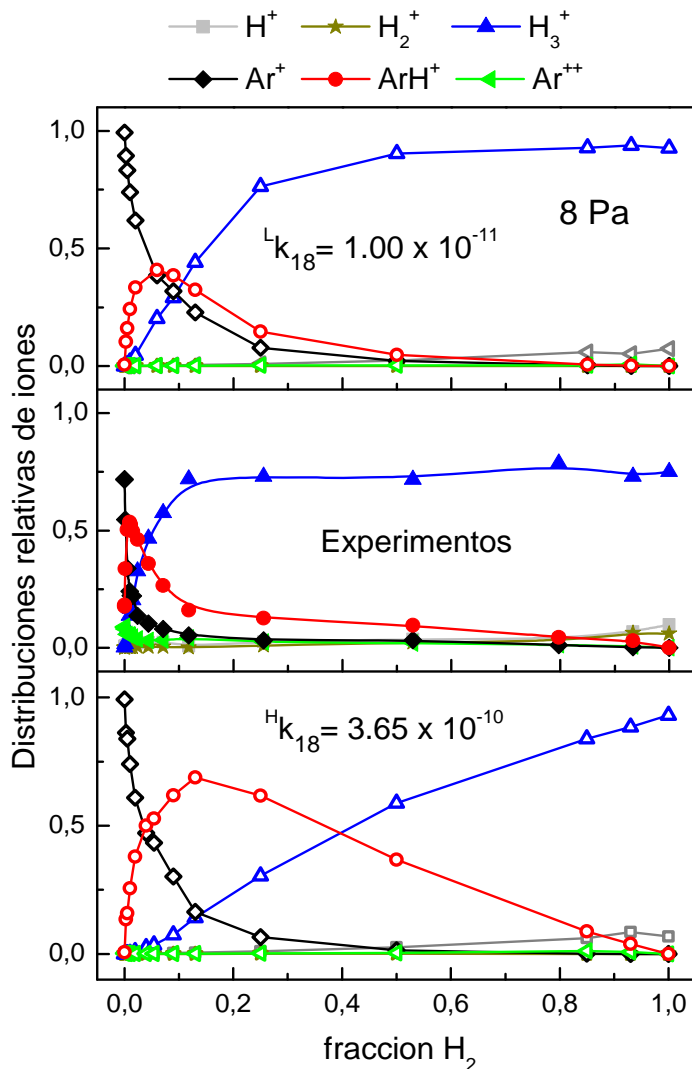 H⁺ H₂⁺ H₃⁺
Ar⁺ ArH⁺ Ar⁺⁺
Distribuciones relativas de iones
1,0
8 Pa
ᴸk₁₈= 1.00 x 10⁻¹¹
0,5
0,0
1,0
0,5
Experimentos
0,0
1,0
ᴴk₁₈= 3.65 x 10⁻¹⁰
0,5
0,0
0,0 0,2 0,4 0,6 0,8 1,0
fraccion H₂